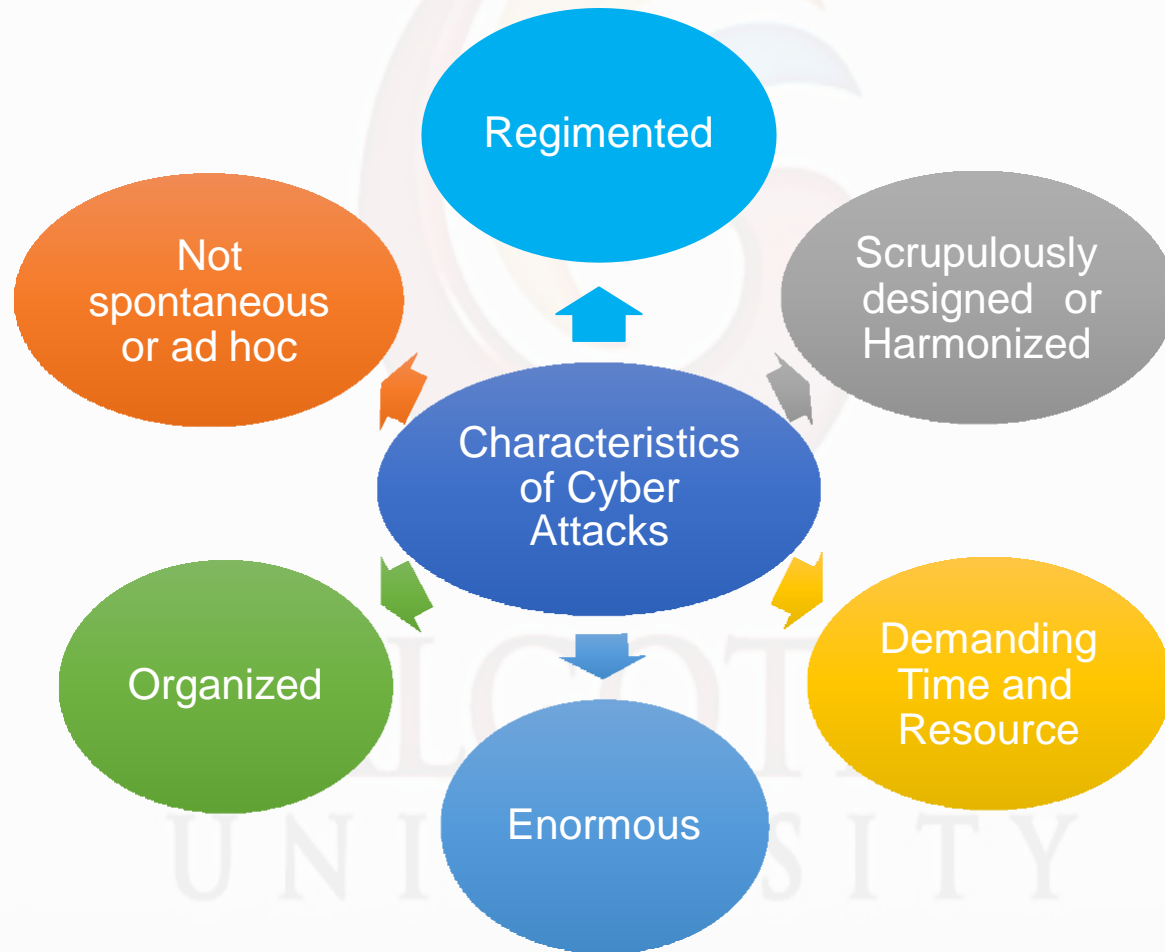 Regimented
Not
spontaneous
or ad hoc
Scrupulously
designed or
Harmonized
Characteristics
of Cyber
Attacks
Organized
Demanding
Time and
Resource
Enormous